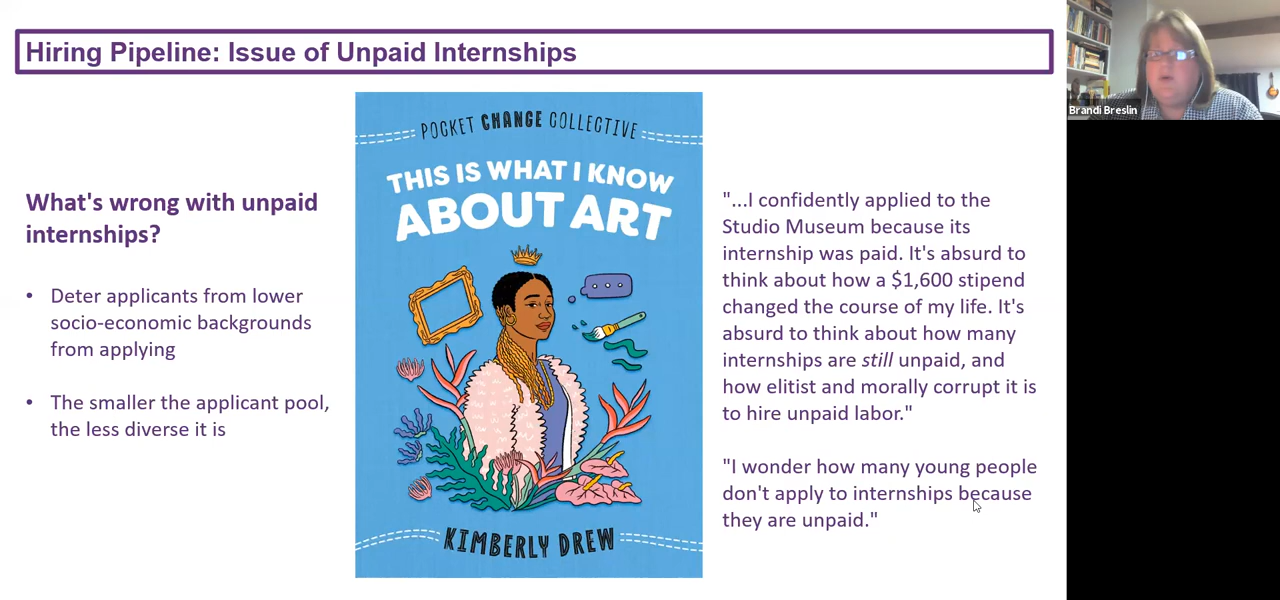 Hiring Pipeline: Issue of Unpaid Internships
Brandi Breslin
What's wrong with unpaid
internships?
• Deter applicants from lower
socio-economic backgrounds
from applying
• The smaller the applicant pool,
the less diverse it is
POCKET CHANGE COLLECTIVE
THIS IS WHAT I KNOW
ABOUT ART
KIMBERLY DREW
"...I confidently applied to the
Studio Museum because its
internship was paid. It's absurd to
think about how a $1,600 stipend
changed the course of my life. It's
absurd to think about how many
internships are still unpaid, and
how elitist and morally corrupt it is
to hire unpaid labor."
"I wonder how many young people
don't apply to internships because
they are unpaid."